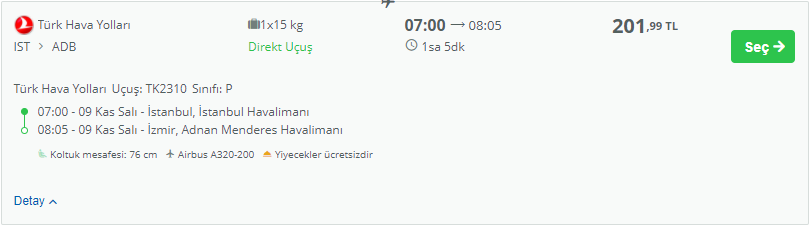 Türk Hava Yolları 1x15 kg 07:00 → 08:05 201,99 TL
IST > ADB Direkt Uçuş 1sa 5dk Seç →
Türk Hava Yolları Uçuş: TK2310 Sınıfı: P
07:00 - 09 Kas Salı - İstanbul, İstanbul Havalimanı
08:05 - 09 Kas Salı - İzmir, Adnan Menderes Havalimanı
Koltuk mesafesi: 76 cm Airbus A320-200 Yiyecekler ücretsizdir
Detay